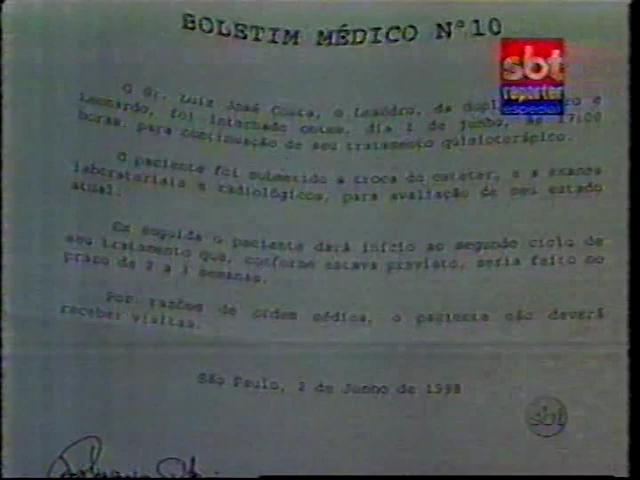 BOLETIM MÉDICO Nº10
sbt
repórter
especial
O Sr. Luiz José Costa, o Leandro, da dupla e
Leonardo, foi internado ontem, dia 1 de junho, às 17:00
horas, para continuação de seu tratamento quimioterápico.
O paciente foi submetido a troca do cateter, e a exames
laboratoriais e radiológicos, para avaliação de seu estado
atual.
Em seguida o paciente dará início ao segundo ciclo de
seu tratamento que, conforme estava previsto, seria feito no
prazo de 2 a 3 semanas.
Por razões de ordem médica, o paciente não deverá
receber visitas.
São Paulo, 2 de Junho de 1998
sbt